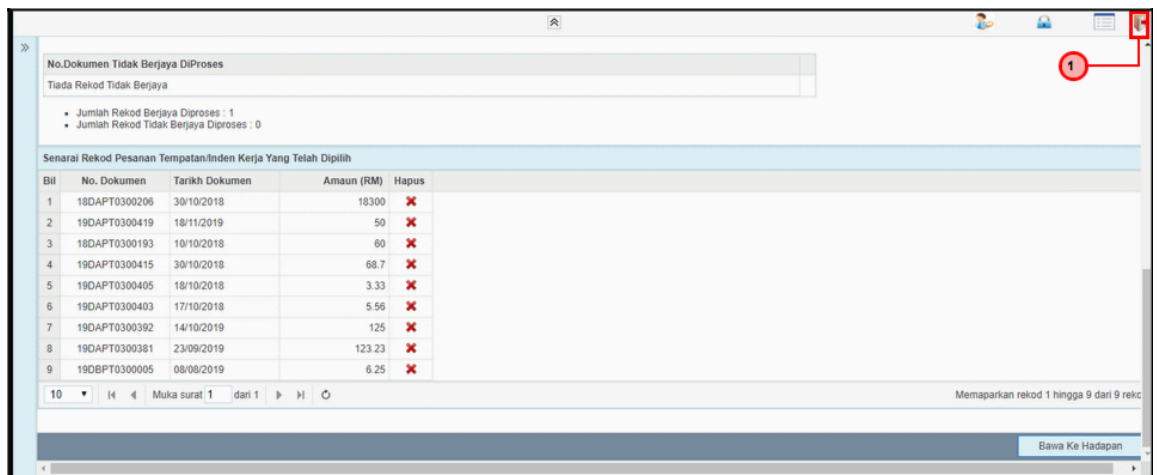 1
No.Dokumen Tidak Berjaya DiProses
Tiada Rekod Tidak Berjaya
Jumlah Rekod Berjaya Diproses : 1
Jumlah Rekod Tidak Berjaya Diproses : 0
Senarai Rekod Pesanan Tempatan/Inden Kerja Yang Telah Dipilih
Bil No. Dokumen Tarikh Dokumen Amaun (RM) Hapus
1 18DAPT0300206 30/10/2018 18300
2 19DAPT0300419 18/11/2019 50
3 18DAPT0300193 10/10/2018 60
4 19DAPT0300415 30/10/2018 68.7
5 19DAPT0300405 18/10/2018 3.33
6 19DAPT0300403 17/10/2018 5.56
7 19DAPT0300392 14/10/2019 125
8 19DAPT0300381 23/09/2019 123.23
9 19DBPT0300005 08/08/2019 6.25
10 Muka surat 1 dari 1 Memaparkan rekod 1 hingga 9 dari 9 reko
Bawa Ke Hadapan